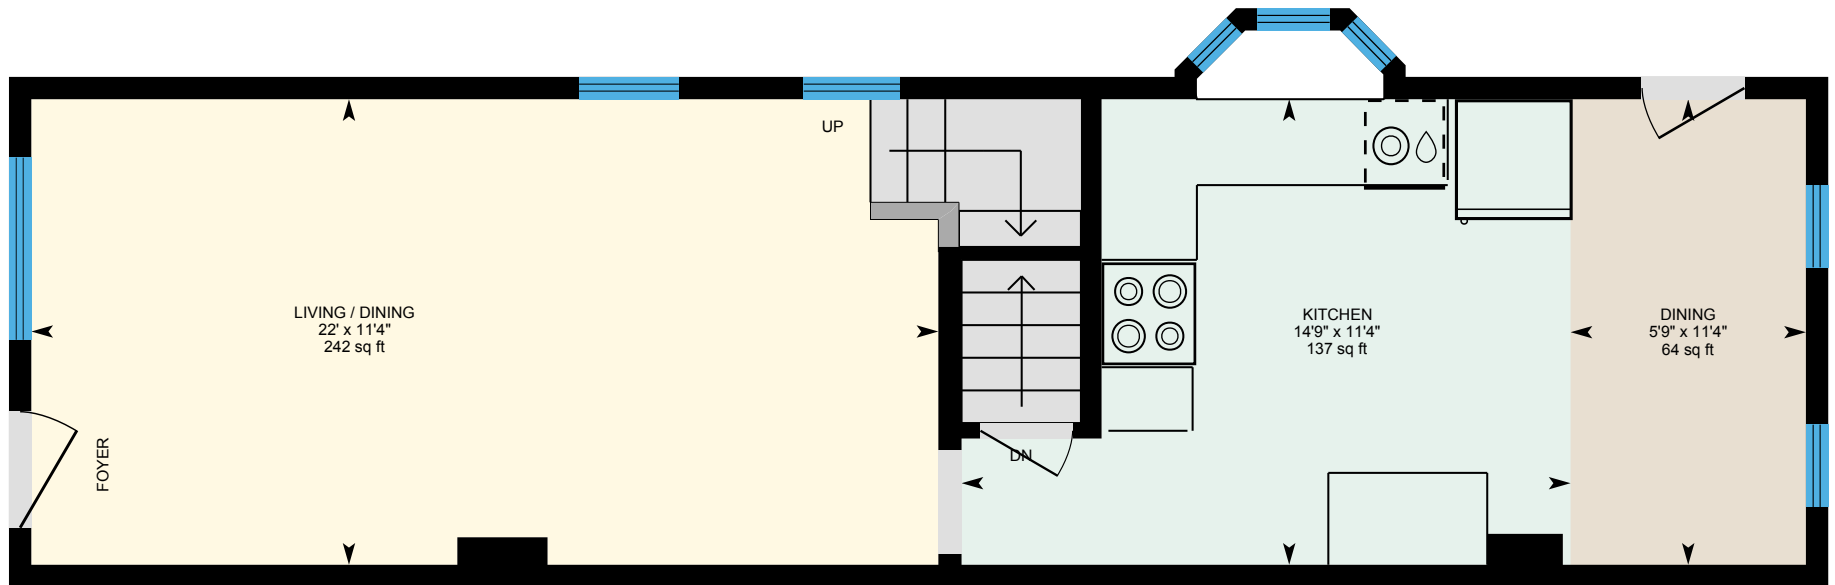 UP
LIVING / DINING
22' x 11'4"
242 sq ft
FOYER
DN
KITCHEN
14'9" x 11'4"
137 sq ft
DINING
5'9" x 11'4"
64 sq ft